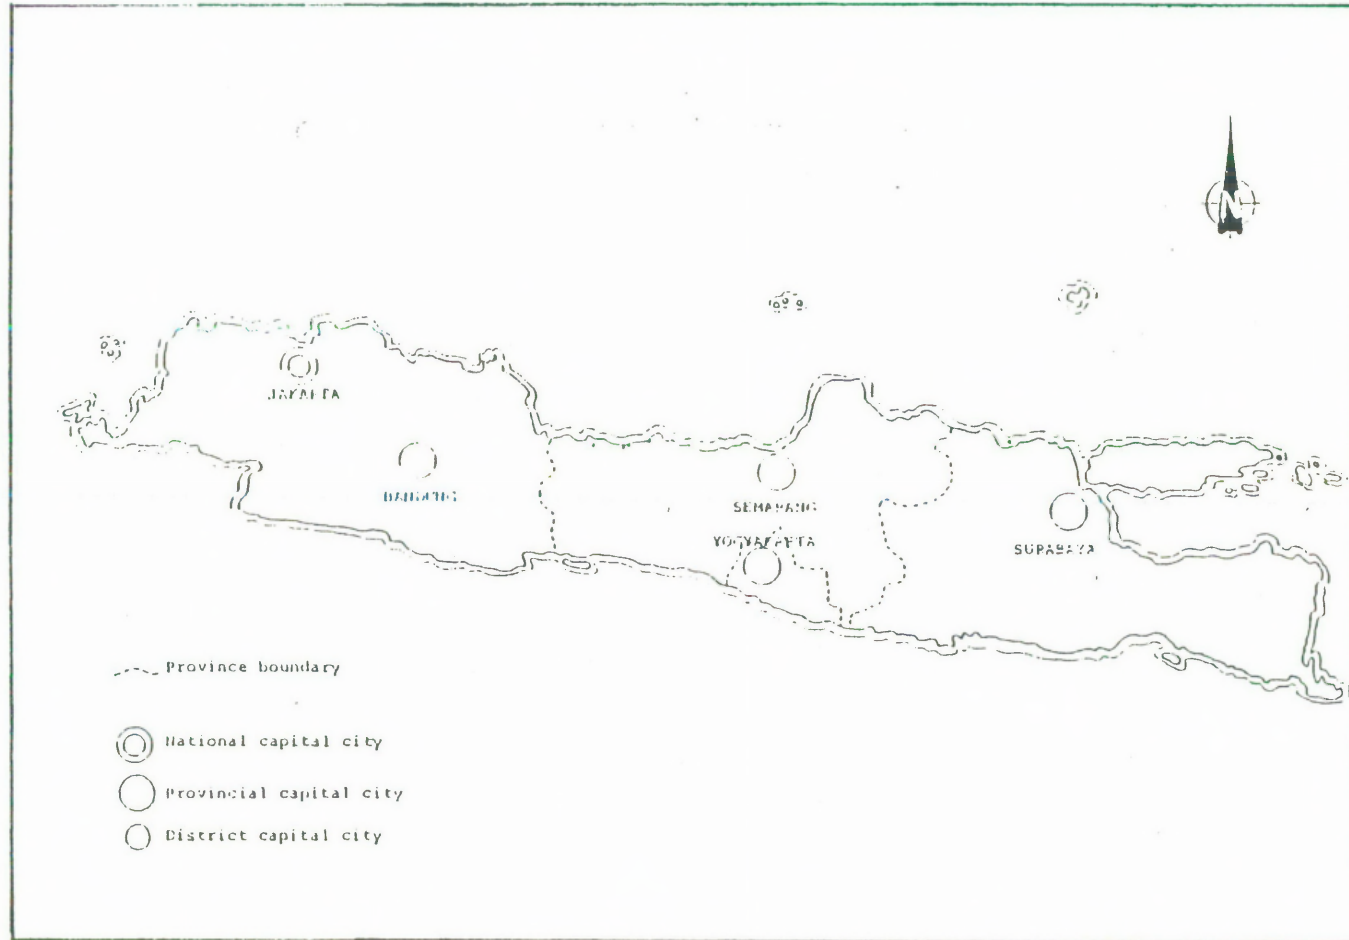 N
JAKARTA
BANDUNG
SEMARANG
YOGYAKARTA
SURABAYA
Province boundary
National capital city
Provincial capital city
District capital city